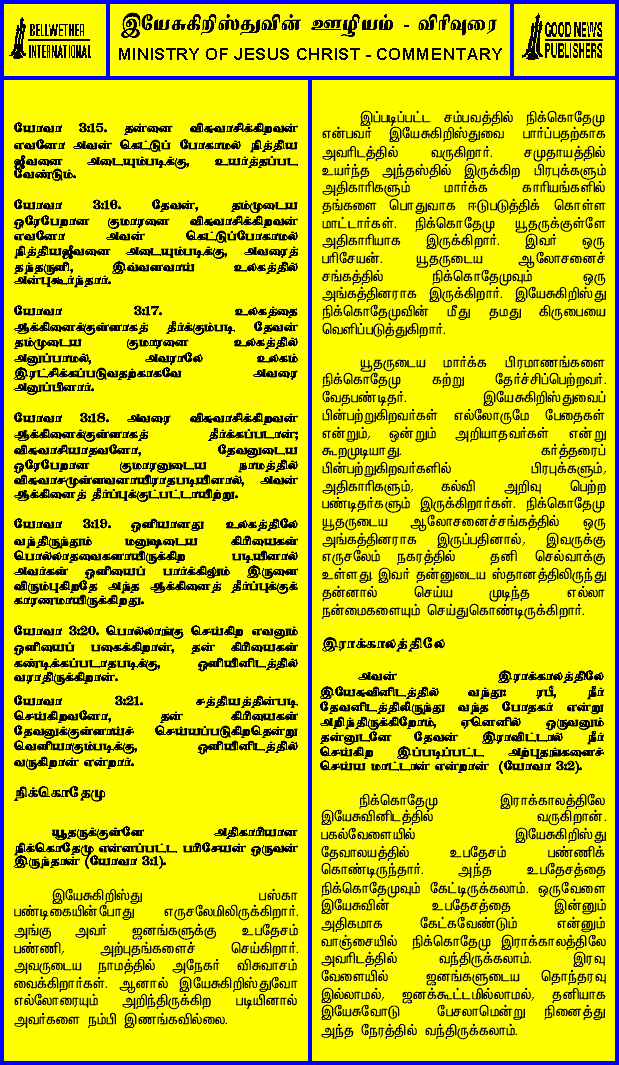 BELLWETHER
INTERNATIONAL
இயேசுகிறிஸ்துவின் ஊழியம் - விரிவுரை
MINISTRY OF JESUS CHRIST - COMMENTARY
GOOD NEWS
PUBLISHERS
யோவா 3:15. தன்னை விசுவாசிக்கிறவன்
எவனோ அவன் கெட்டுப் போகாமல் நித்திய
ஜீவனை அடையும்படிக்கு, உயர்த்தப்பட
வேண்டும்.
யோவா 3:16. தேவன், தம்முடைய
ஒரேபேறான குமாரனை விசுவாசிக்கிறவன்
எவனோ அவன் கெட்டுப்போகாமல்
நித்தியஜீவனை அடையும்படிக்கு, அவரைத்
தந்தருளி, இவ்வளவாய் உலகத்தில்
அன்புகூர்ந்தார்.
யோவா 3:17. உலகத்தை
ஆக்கினைக்குள்ளாகத் தீர்க்கும்படி தேவன்
தம்முடைய குமாரனை உலகத்தில்
அனுப்பாமல், அவராலே உலகம்
இரட்சிக்கப்படுவதற்காகவே அவரை
அனுப்பினார்.
யோவா 3:18. அவரை விசுவாசிக்கிறவன்
ஆக்கினைக்குள்ளாகத் தீர்க்கப்படான்;
விசுவாசியாதவனோ, தேவனுடைய
ஒரேபேறான குமாரனுடைய நாமத்தில்
விசுவாசமுள்ளவனாயிராதபடியினால், அவன்
ஆக்கினைத் தீர்ப்புக்குட்பட்டாயிற்று.
யோவா 3:19. ஒளியானது உலகத்திலே
வந்திருந்தும் மனுஷடைய கிரியைகள்
பொல்லாதவைகளாயிருக்கிற படியினால்
அவர்கள் ஒளியைப் பார்க்கிலும் இருளை
விரும்புகிறதே அந்த ஆக்கினைத் தீர்ப்புக்குக்
காரணமாயிருக்கிறது.
யோவா 3:20. பொல்லாங்கு செய்கிற எவனும்
ஒளியைப் பகைக்கிறான், தன் கிரியைகள்
கண்டிக்கப்படாதபடிக்கு, ஒளியினிடத்தில்
வராதிருக்கிறான்.
யோவா 3:21. சத்தியத்தின்படி
செய்கிறவனோ, தன் கிரியைகள்
தேவனுக்குள்ளாய்ச் செய்யப்படுகிறதென்று
வெளியாகும்படிக்கு, ஒளியினிடத்தில்
வருகிறான் என்றார்.
நிக்கொதேமு
யூதருக்குள்ளே அதிகாரியான
நிக்கொதேமு என்னப்பட்ட பரிசேயன் ஒருவன்
இருந்தான் (யோவா 3:1).
இயேசுகிறிஸ்து பஸ்கா
பண்டிகையின்போது எருசலேமிலிருக்கிறார்.
அங்கு அவர் ஜனங்களுக்கு உபதேசம்
பண்ணி, அற்புதங்களைச் செய்கிறார்.
அவருடைய நாமத்தில் அநேகர் விசுவாசம்
வைக்கிறார்கள். ஆனால் இயேசுகிறிஸ்துவோ
எல்லோரையும் அறிந்திருக்கிற படியினால்
அவர்களை நம்பி இணங்கவில்லை.
இப்படிப்பட்ட சம்பவத்தில் நிக்கொதேமு
என்பவர் இயேசுகிறிஸ்துவை பார்ப்பதற்காக
அவரிடத்தில் வருகிறார். சமுதாயத்தில்
உயர்ந்த அந்தஸ்தில் இருக்கிற பிரபுக்களும்
அதிகாரிகளும் மார்க்க காரியங்களில்
தங்களை பொதுவாக ஈடுபடுத்திக் கொள்ள
மாட்டார்கள். நிக்கொதேமு யூதருக்குள்ளே
அதிகாரியாக இருக்கிறார். இவர் ஒரு
பரிசேயன். யூதருடைய ஆலோசனைச்
சங்கத்தில் நிக்கொதேமுவும் ஒரு
அங்கத்தினராக இருக்கிறார். இயேசுகிறிஸ்து
நிக்கொதேமுவின் மீது தமது கிருபையை
வெளிப்படுத்துகிறார்.
யூதருடைய மார்க்க பிரமாணங்களை
நிக்கொதேமு கற்று தேர்ச்சிப்பெற்றவர்.
வேதபண்டிதர். இயேசுகிறிஸ்துவைப்
பின்பற்றுகிறவர்கள் எல்லோருமே பேதைகள்
என்றும், ஒன்றும் அறியாதவர்கள் என்று
கூறமுடியாது. கர்த்தரைப்
பின்பற்றுகிறவர்களில் பிரபுக்களும்,
அதிகாரிகளும், கல்வி அறிவு பெற்ற
பண்டிதர்களும் இருக்கிறார்கள். நிக்கொதேமு
யூதருடைய ஆலோசனைச்சங்கத்தில் ஒரு
அங்கத்தினராக இருப்பதினால், இவருக்கு
எருசலேம் நகரத்தில் தனி செல்வாக்கு
உள்ளது. இவர் தன்னுடைய ஸ்தானத்திலிருந்து
தன்னால் செய்ய முடிந்த எல்லா
நன்மைகளையும் செய்துகொண்டிருக்கிறார்.
இராக்காலத்திலே
அவன் இராக்காலத்திலே
இயேசுவினிடத்தில் வந்து: ரபீ, நீர்
தேவனிடத்திலிருந்து வந்த போதகர் என்று
அறிந்திருக்கிறோம், ஏனெனில் ஒருவனும்
தன்னுடனே தேவன் இராவிட்டால் நீர்
செய்கிற இப்படிப்பட்ட அற்புதங்களைச்
செய்ய மாட்டான் என்றான் (யோவா 3:2).
நிக்கொதேமு இராக்காலத்திலே
இயேசுவினிடத்தில் வருகிறான்.
பகல்வேளையில் இயேசுகிறிஸ்து
தேவாலயத்தில் உபதேசம் பண்ணிக்
கொண்டிருந்தார். அந்த உபதேசத்தை
நிக்கொதேமுவும் கேட்டிருக்கலாம். ஒருவேளை
இயேசுவின் உபதேசத்தை இன்னும்
அதிகமாக கேட்கவேண்டும் என்னும்
வாஞ்சையில் நிக்கொதேமு இராக்காலத்திலே
அவரிடத்தில் வந்திருக்கலாம். இரவு
வேளையில் ஜனங்களுடைய தொந்தரவு
இல்லாமல், ஜனக்கூட்டமில்லாமல், தனியாக
இயேசுவோடு பேசலாமென்று நினைத்து
அந்த நேரத்தில் வந்திருக்கலாம்.